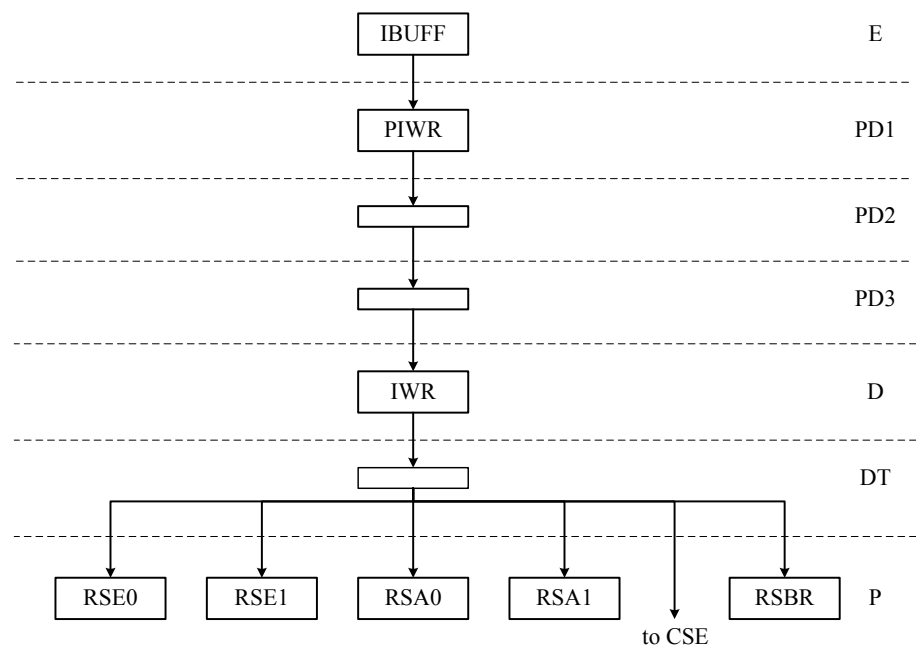 IBUFF E
PIWR PD1
PD2
PD3
IWR D
DT
RSE0 RSE1 RSA0 RSA1 RSBR P
to CSE